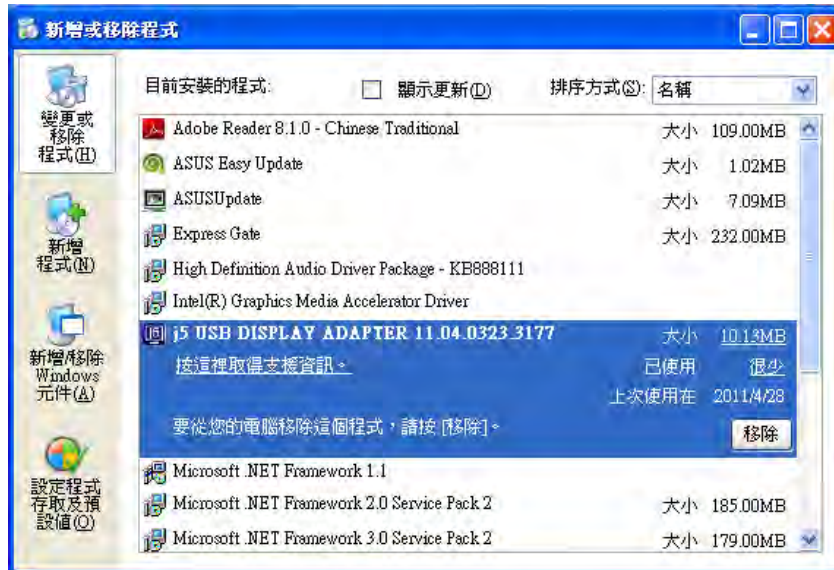 新增或移除程式
變更或
移除
程式(H)
新增
程式(N)
新增/移除
Windows
元件(A)
設定程式
存取及預
設值(O)
目前安裝的程式: 顯示更新(D) 排序方式(S): 名稱
Adobe Reader 8.1.0 - Chinese Traditional 大小 109.00MB
ASUS Easy Update 大小 1.02MB
ASUSUpdate 大小 7.09MB
Express Gate 大小 232.00MB
High Definition Audio Driver Package - KB888111
Intel(R) Graphics Media Accelerator Driver
j5 USB DISPLAY ADAPTER 11.04.0323.3177 大小 10.13MB
按這裡取得支援資訊。 已使用 很少
上次使用在 2011/4/28
要從您的電腦移除這個程式，請按 [移除]。 移除
Microsoft .NET Framework 1.1
Microsoft .NET Framework 2.0 Service Pack 2 大小 185.00MB
Microsoft .NET Framework 3.0 Service Pack 2 大小 179.00MB